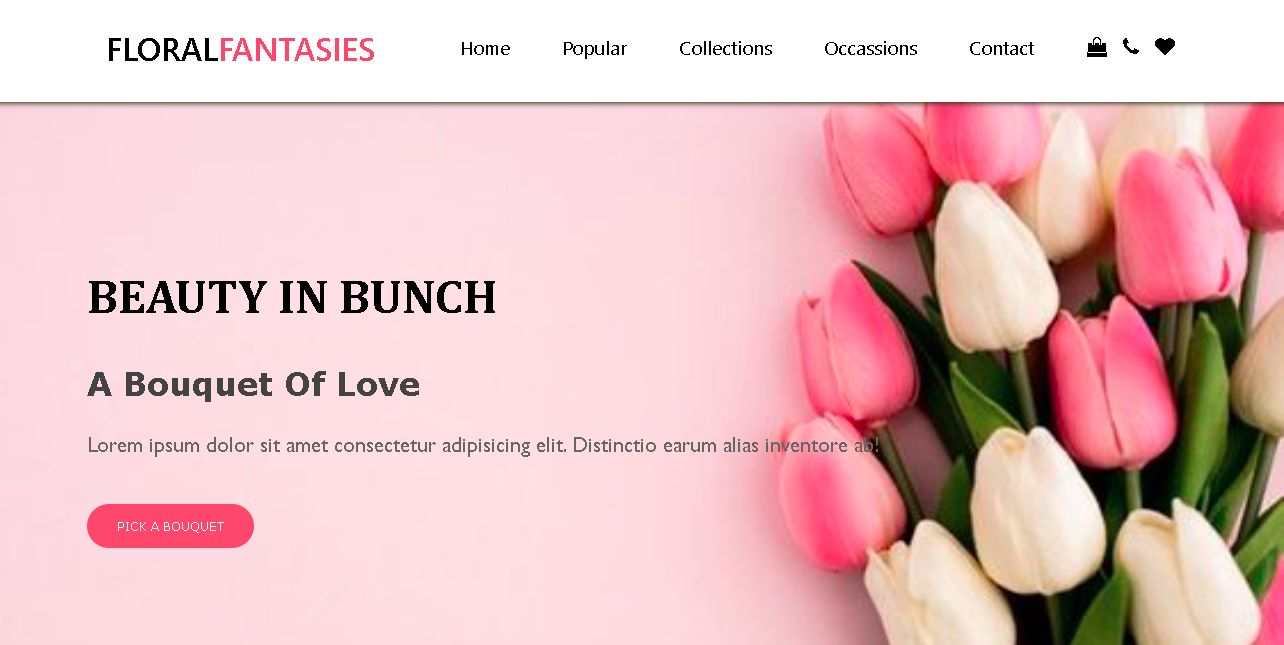 FLORALFANTASIES Home Popular Collections Occassions Contact
BEAUTY IN BUNCH
A Bouquet Of Love
Lorem ipsum dolor sit amet consectetur adipisicing elit. Distinctio earum alias inventore ab!
PICK A BOUQUET